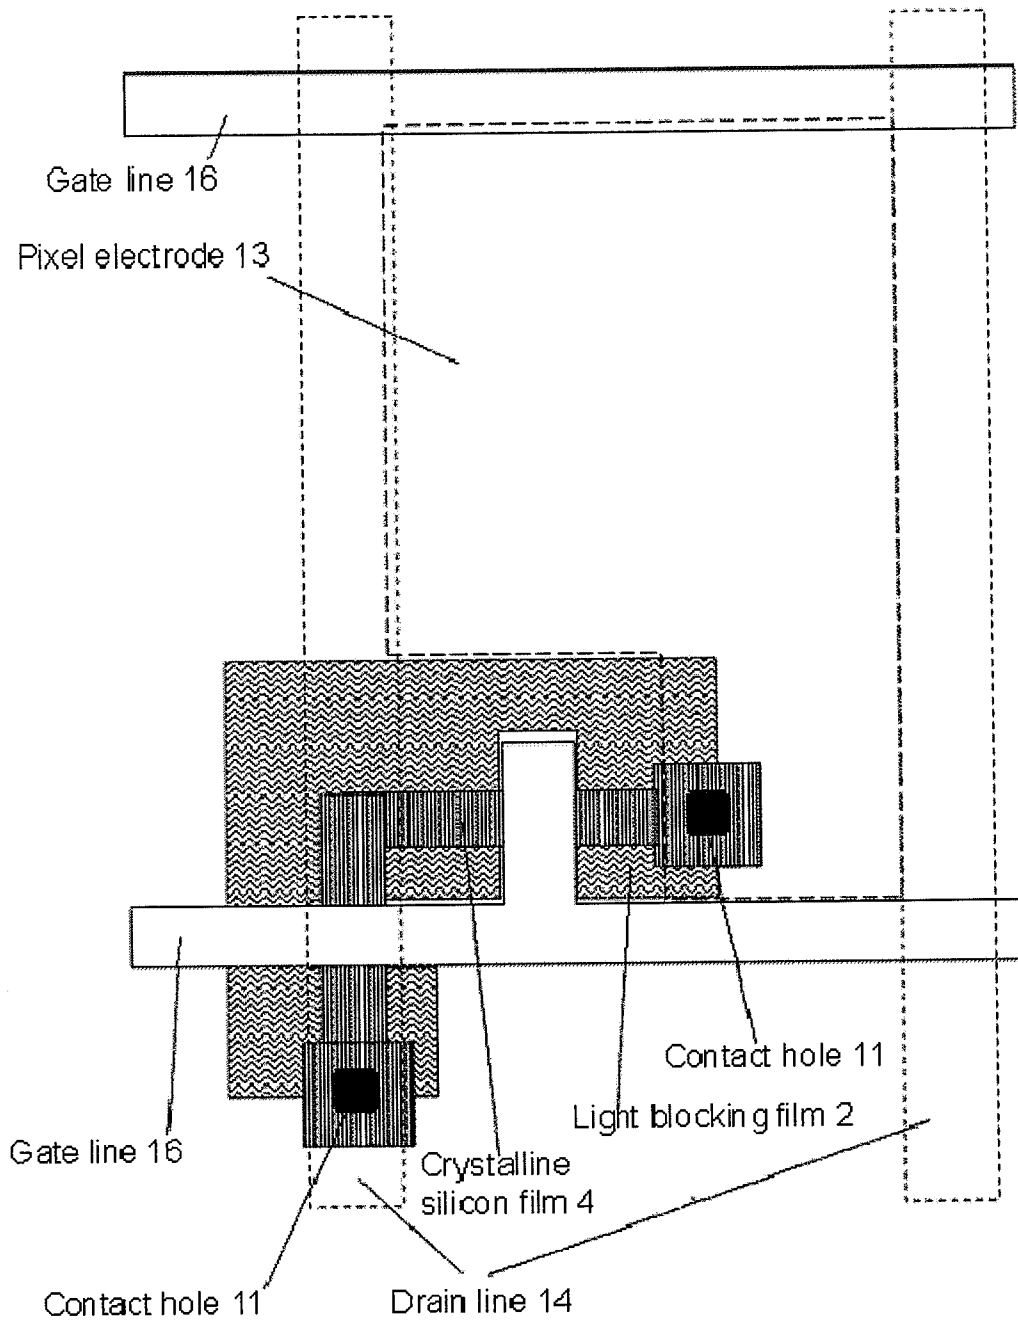 Gate line 16
Pixel electrode 13
Contact hole 11
Light blocking film 2
Gate line 16
Crystalline
silicon film 4
Contact hole 11
Drain line 14